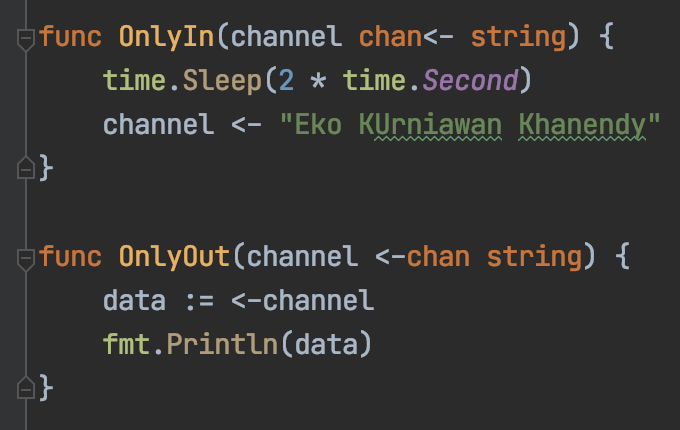 func OnlyIn(channel chan<- string) {
    time.Sleep(2 * time.Second)
    channel <- "Eko KUrniawan Khanendy"
}
func OnlyOut(channel <-chan string) {
    data := <-channel
    fmt.Println(data)
}